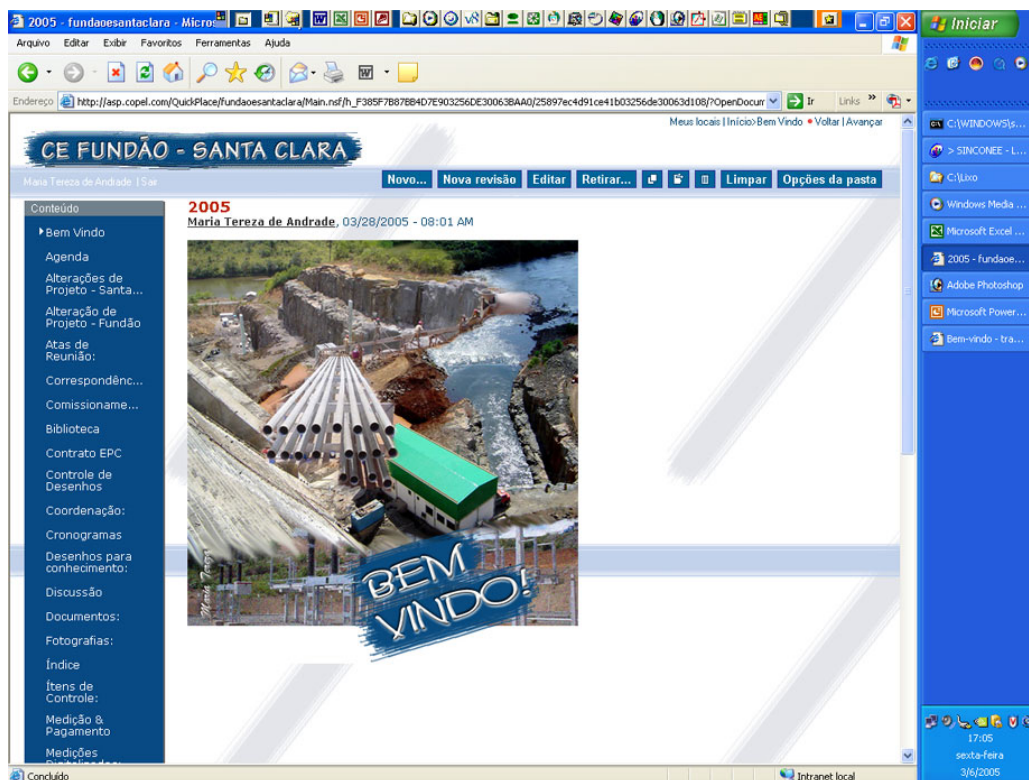 2005 - fundaoesantaclara - Micros
Iniciar
Arquivo Editar Exibir Favoritos Ferramentas Ajuda
Endereço http://asp.copel.com/QuickPlace/fundaoesantaclara/Main.nsf/h_F385F7B87BB4D7E903256DE30063BAA0/25897ec4d91ce41b03256de30063d108/?OpenDocum Ir Links »
Meus locais | Início>Bem Vindo • Voltar | Avançar
CE FUNDÃO - SANTA CLARA
Maria Tereza de Andrade | Sair
Novo... Nova revisão Editar Retirar... Limpar Opções da pasta
Conteúdo
Bem Vindo
Agenda
Alterações de
Projeto - Santa...
Alteração de
Projeto - Fundão
Atas de
Reunião:
Correspondênc...
Comissioname...
Biblioteca
Contrato EPC
Controle de
Desenhos
Coordenação:
Cronogramas
Desenhos para
conhecimento:
Discussão
Documentos:
Fotografias:
Índice
Ítens de
Controle:
Medição &
Pagamento
Medições
Digitalizadas:
2005
Maria Tereza de Andrade, 03/28/2005 - 08:01 AM
Maria Tereza
BEM
VINDO!
C:\WINDOWS\s...
> SINCONEE - L...
C:\Lixo
Windows Media ...
Microsoft Excel ...
2005 - fundaoe...
Adobe Photoshop
Microsoft Power...
Bem-vindo - tra...
17:05
sexta-feira
3/6/2005
Concluído
Intranet local